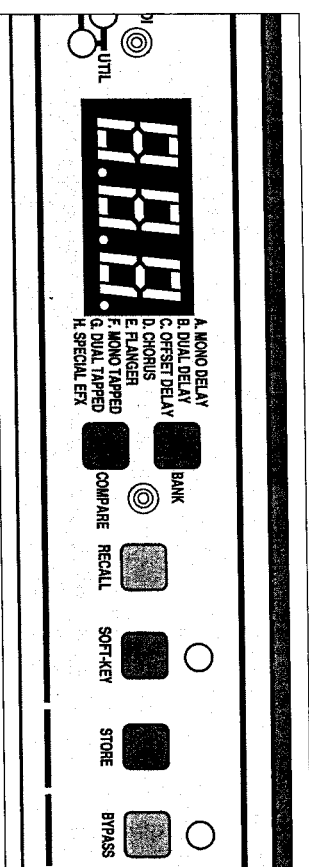 DI
UTIL
A. MONO DELAY
B. DUAL DELAY
C. OFFSET DELAY
D. CHORUS
E. FLANGER
F. MONO TAPPED
G. DUAL TAPPED
H. SPECIAL EFX
BANK
COMPARE
RECALL
SOFT-KEY
STORE
BYPASS